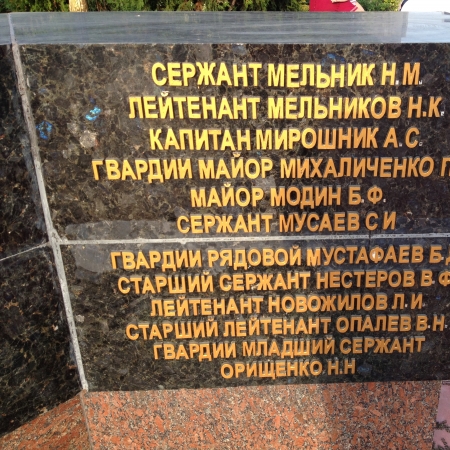 СЕРЖАНТ МЕЛЬНИК Н.М.
ЛЕЙТЕНАНТ МЕЛЬНИКОВ Н.К.
КАПИТАН МИРОШНИК А.С.
ГВАРДИИ МАЙОР МИХАЛИЧЕНКО
МАЙОР МОДИН Б.Ф.
СЕРЖАНТ МУСАЕВ С И
ГВАРДИИ РЯДОВОЙ МУСТАФАЕВ Б.
СТАРШИЙ СЕРЖАНТ НЕСТЕРОВ В.Ф
ЛЕЙТЕНАНТ НОВОЖИЛОВ Л.И.
СТАРШИЙ ЛЕЙТЕНАНТ ОПАЛЕВ В.Н
ГВАРДИИ МЛАДШИЙ СЕРЖАНТ
ОРИЩЕНКО.Н.Н